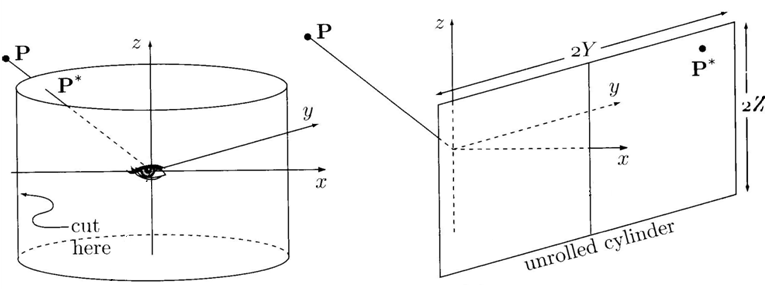 P
P*
z
y
x
cut
here
P
z
2Y
P*
y
2Z
x
unrolled cylinder